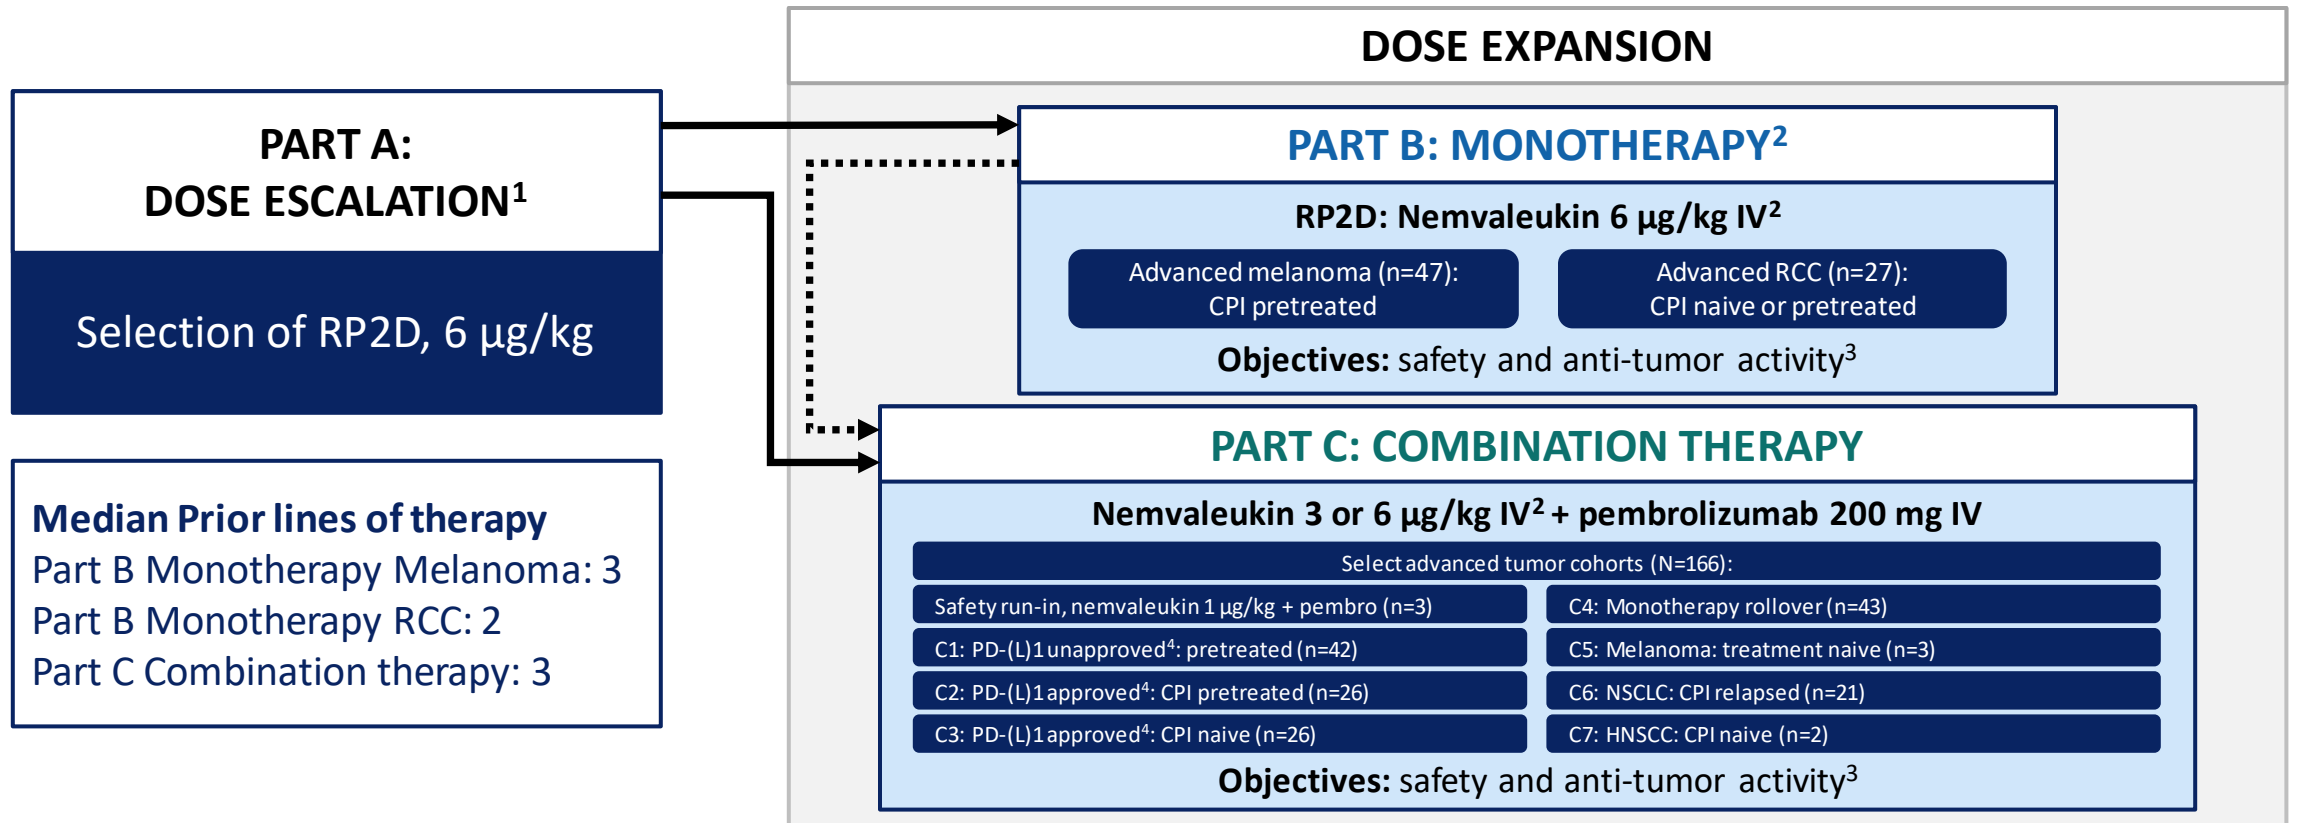 DOSE EXPANSION
PART A:
DOSE ESCALATION¹
Selection of RP2D, 6 µg/kg
Median Prior lines of therapy
Part B Monotherapy Melanoma: 3
Part B Monotherapy RCC: 2
Part C Combination therapy: 3
PART B: MONOTHERAPY²
RP2D: Nemvaleukin 6 µg/kg IV²
Advanced melanoma (n=47):
CPI pretreated
Advanced RCC (n=27):
CPI naive or pretreated
Objectives: safety and anti-tumor activity³
PART C: COMBINATION THERAPY
Nemvaleukin 3 or 6 µg/kg IV² + pembrolizumab 200 mg IV
Select advanced tumor cohorts (N=166):
Safety run-in, nemvaleukin 1 µg/kg + pembro (n=3)
C1: PD-(L)1 unapproved⁴: pretreated (n=42)
C2: PD-(L)1 approved⁴: CPI pretreated (n=26)
C3: PD-(L)1 approved⁴: CPI naive (n=26)
C4: Monotherapy rollover (n=43)
C5: Melanoma: treatment naive (n=3)
C6: NSCLC: CPI relapsed (n=21)
C7: HNSCC: CPI naive (n=2)
Objectives: safety and anti-tumor activity³